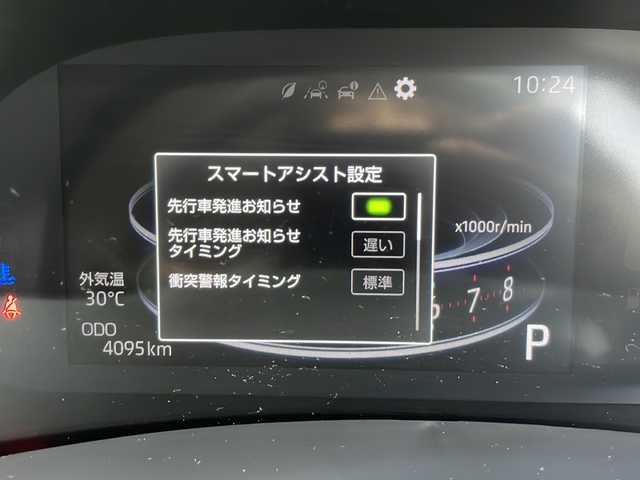 10:24
スマートアシスト設定
先行車発進お知らせ
先行車発進お知らせ
タイミング
遅い
衝突警報タイミング
標準
x1000r/min
外気温
30℃
6 7 8
ODO
4095km
P